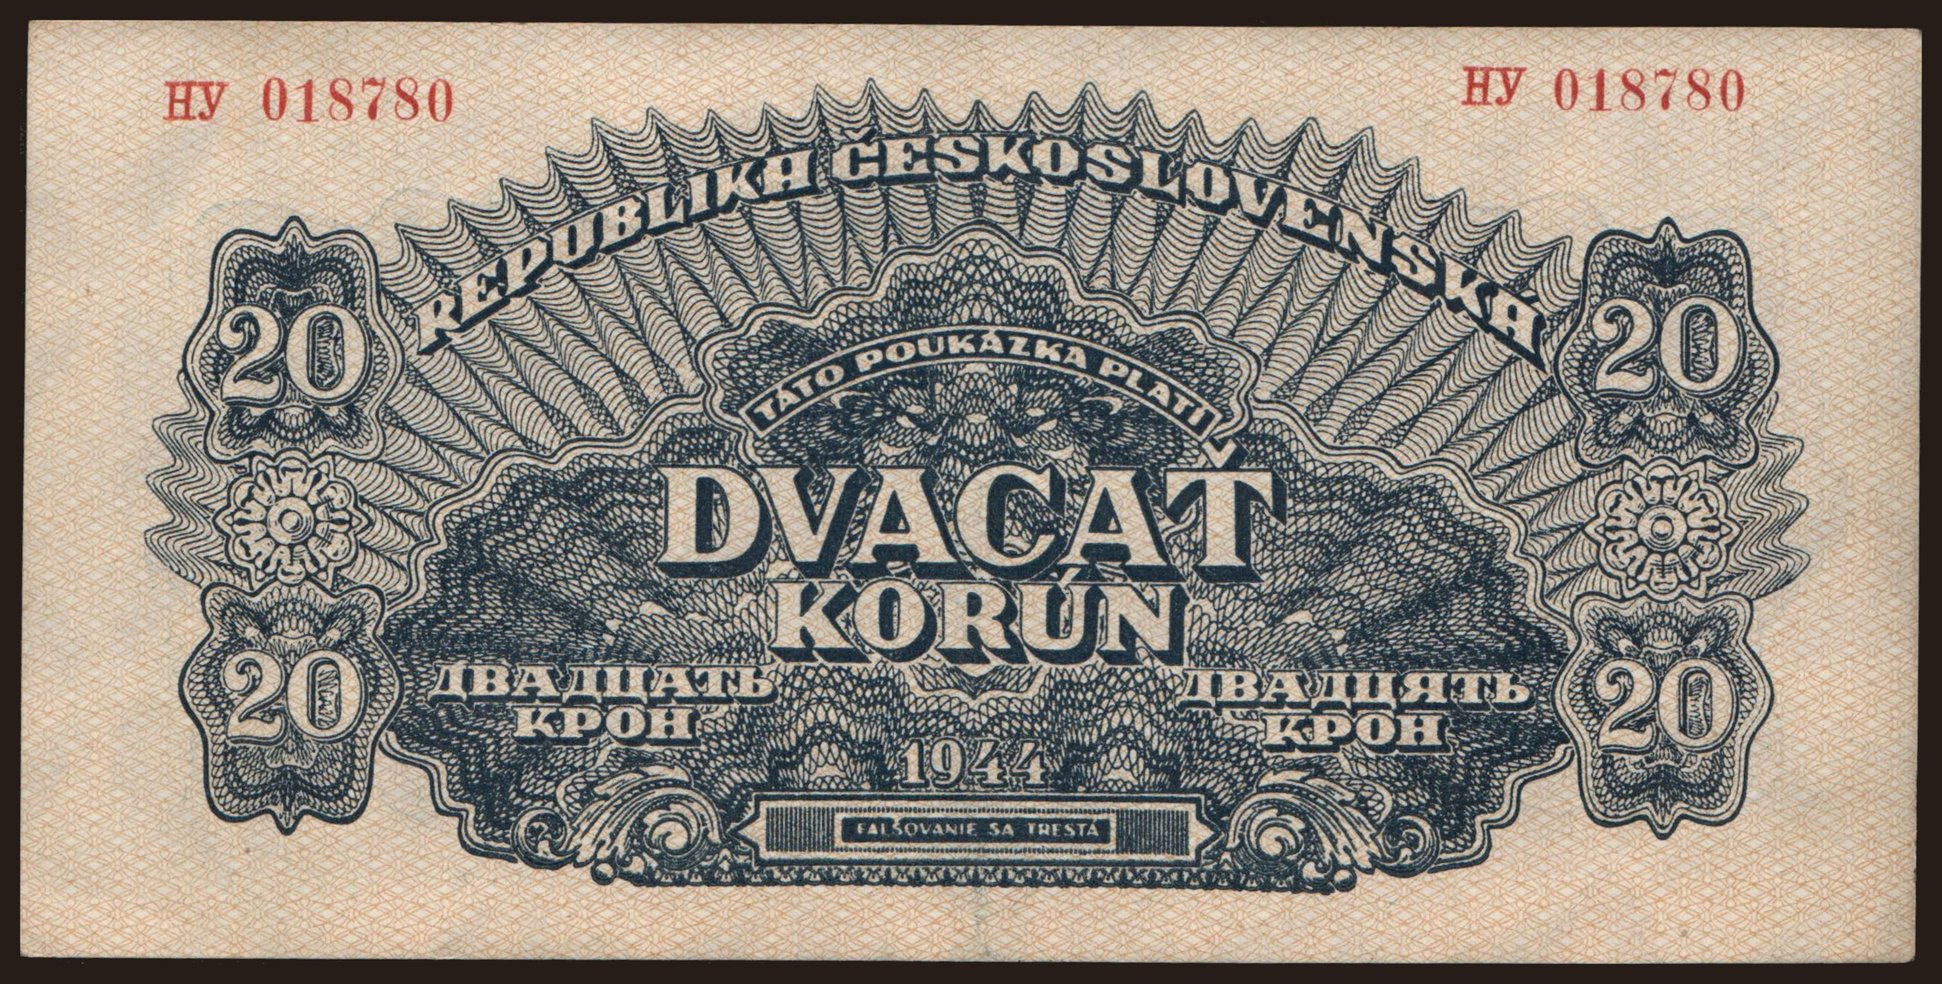 НУ 018780
НУ 018780
REPUBLIKA ČESKOSLOVENSKÁ
20
20
TÁTO POUKÁZKA PLATÍ
DVACAŤ
KORÚN
ДВАДЦАТЬ
КРОН
ДВАДЦЯТЬ
КРОН
20
20
1944
FALŠOVANIE SA TRESTÁ